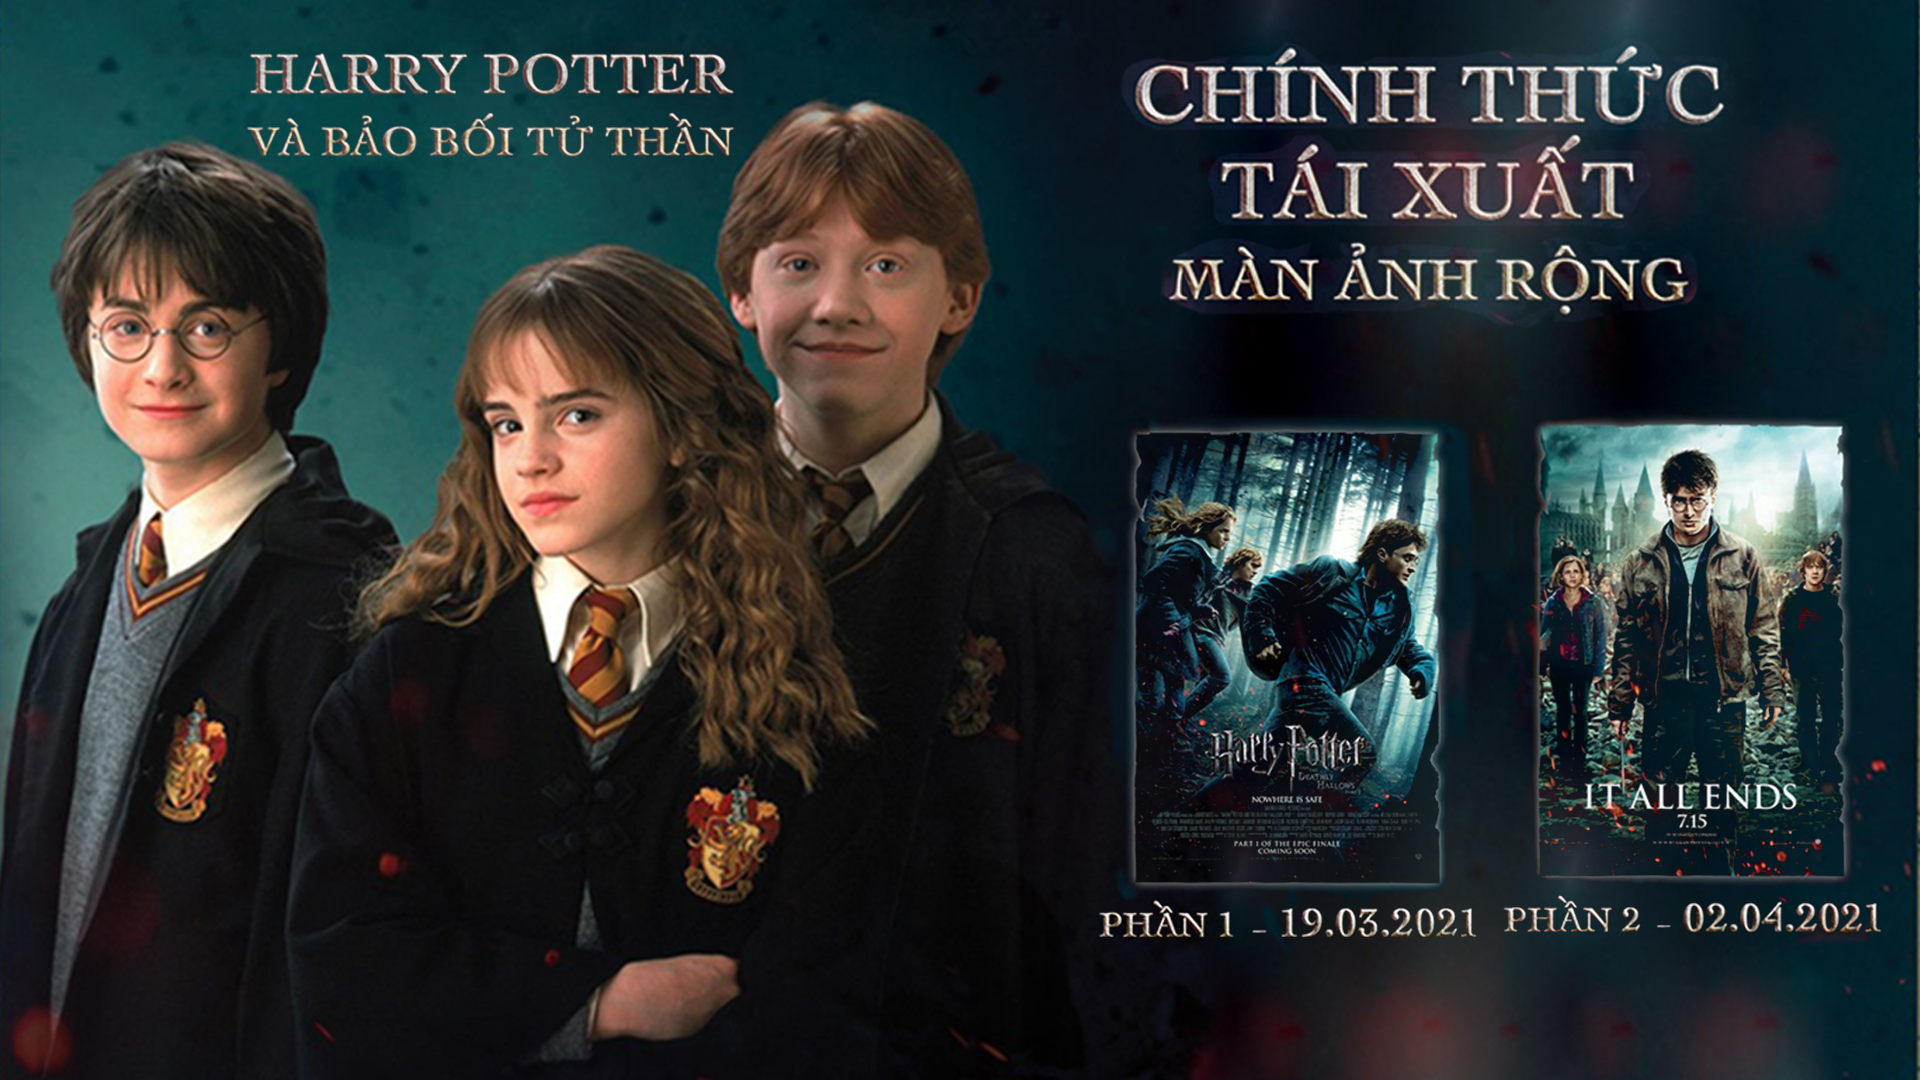 HARRY POTTER
VÀ BẢO BỐI TỬ THẦN
CHÍNH THỨC
TÁI XUẤT
MÀN ẢNH RỘNG
Harry Potter
DEATHLY
HALLOWS
NOWHERE IS SAFE
PART 1 OF THE EPIC FINALE
COMING SOON
IT ALL ENDS
7.15
PHẦN 1 - 19.03.2021
PHẦN 2 - 02.04.2021